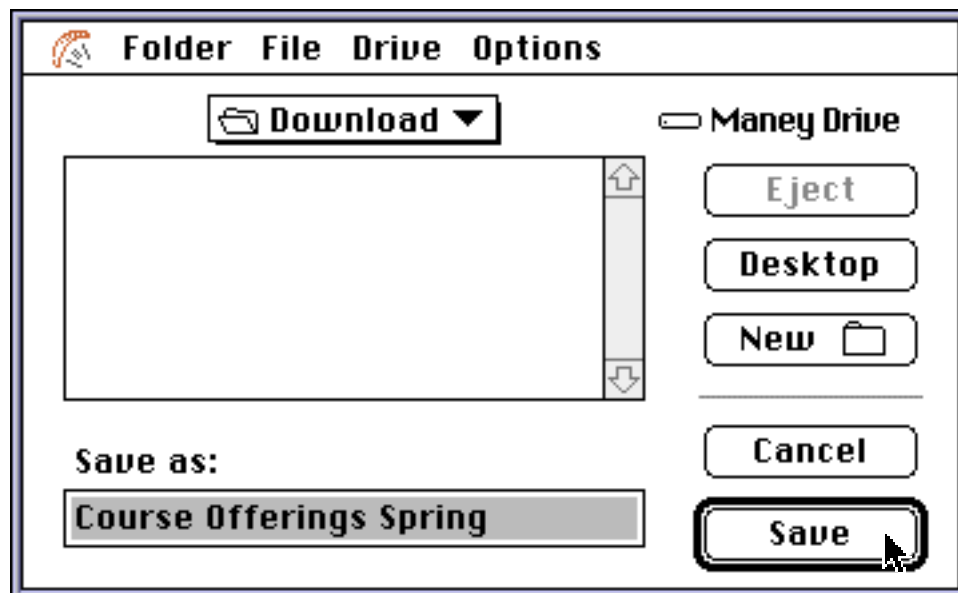 Folder File Drive Options
Download
Maney Drive
Eject
Desktop
New
Save as:
Cancel
Course Offerings Spring
Save